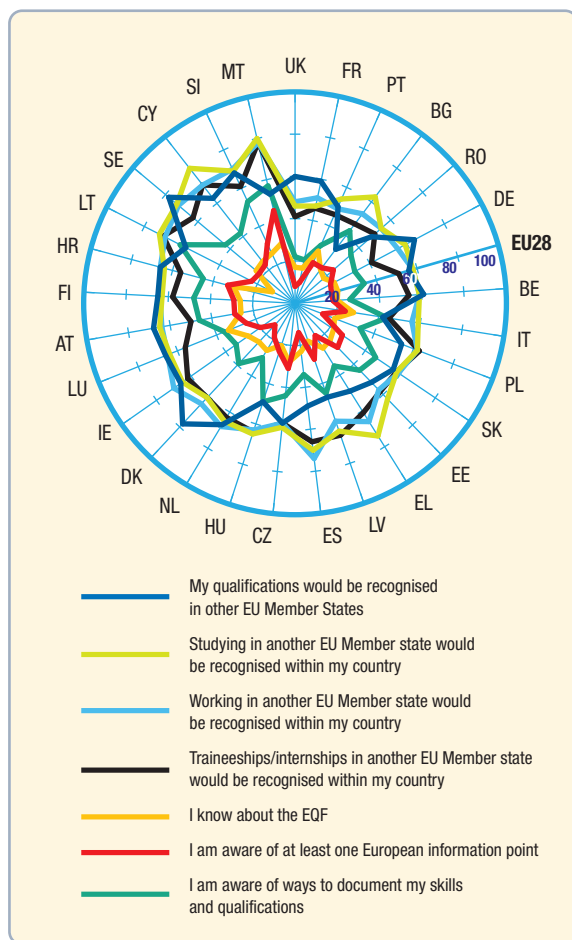 UK
FR
PT
BG
RO
DE
EU28
BE
IT
PL
SK
EE
EL
LV
ES
CZ
HU
NL
DK
IE
LU
AT
FI
HR
LT
SE
CY
SI
MT
20
40
60
80
100
My qualifications would be recognised
in other EU Member States
Studying in another EU Member state would
be recognised within my country
Working in another EU Member state would
be recognised within my country
Traineeships/internships in another EU Member state
would be recognised within my country
I know about the EQF
I am aware of at least one European information point
I am aware of ways to document my skills
and qualifications